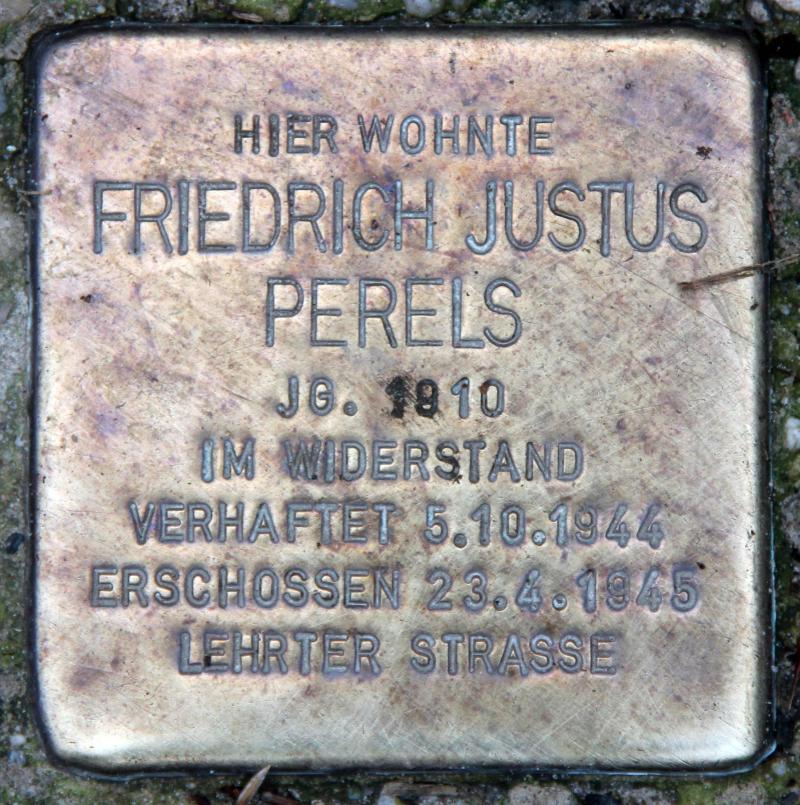 HIER WOHNTE
FRIEDRICH JUSTUS
PERELS
JG. 1910
IM WIDERSTAND
VERHAFTET 5.10.1944
ERSCHOSSEN 23.4.1945
LEHRTER STRASSE